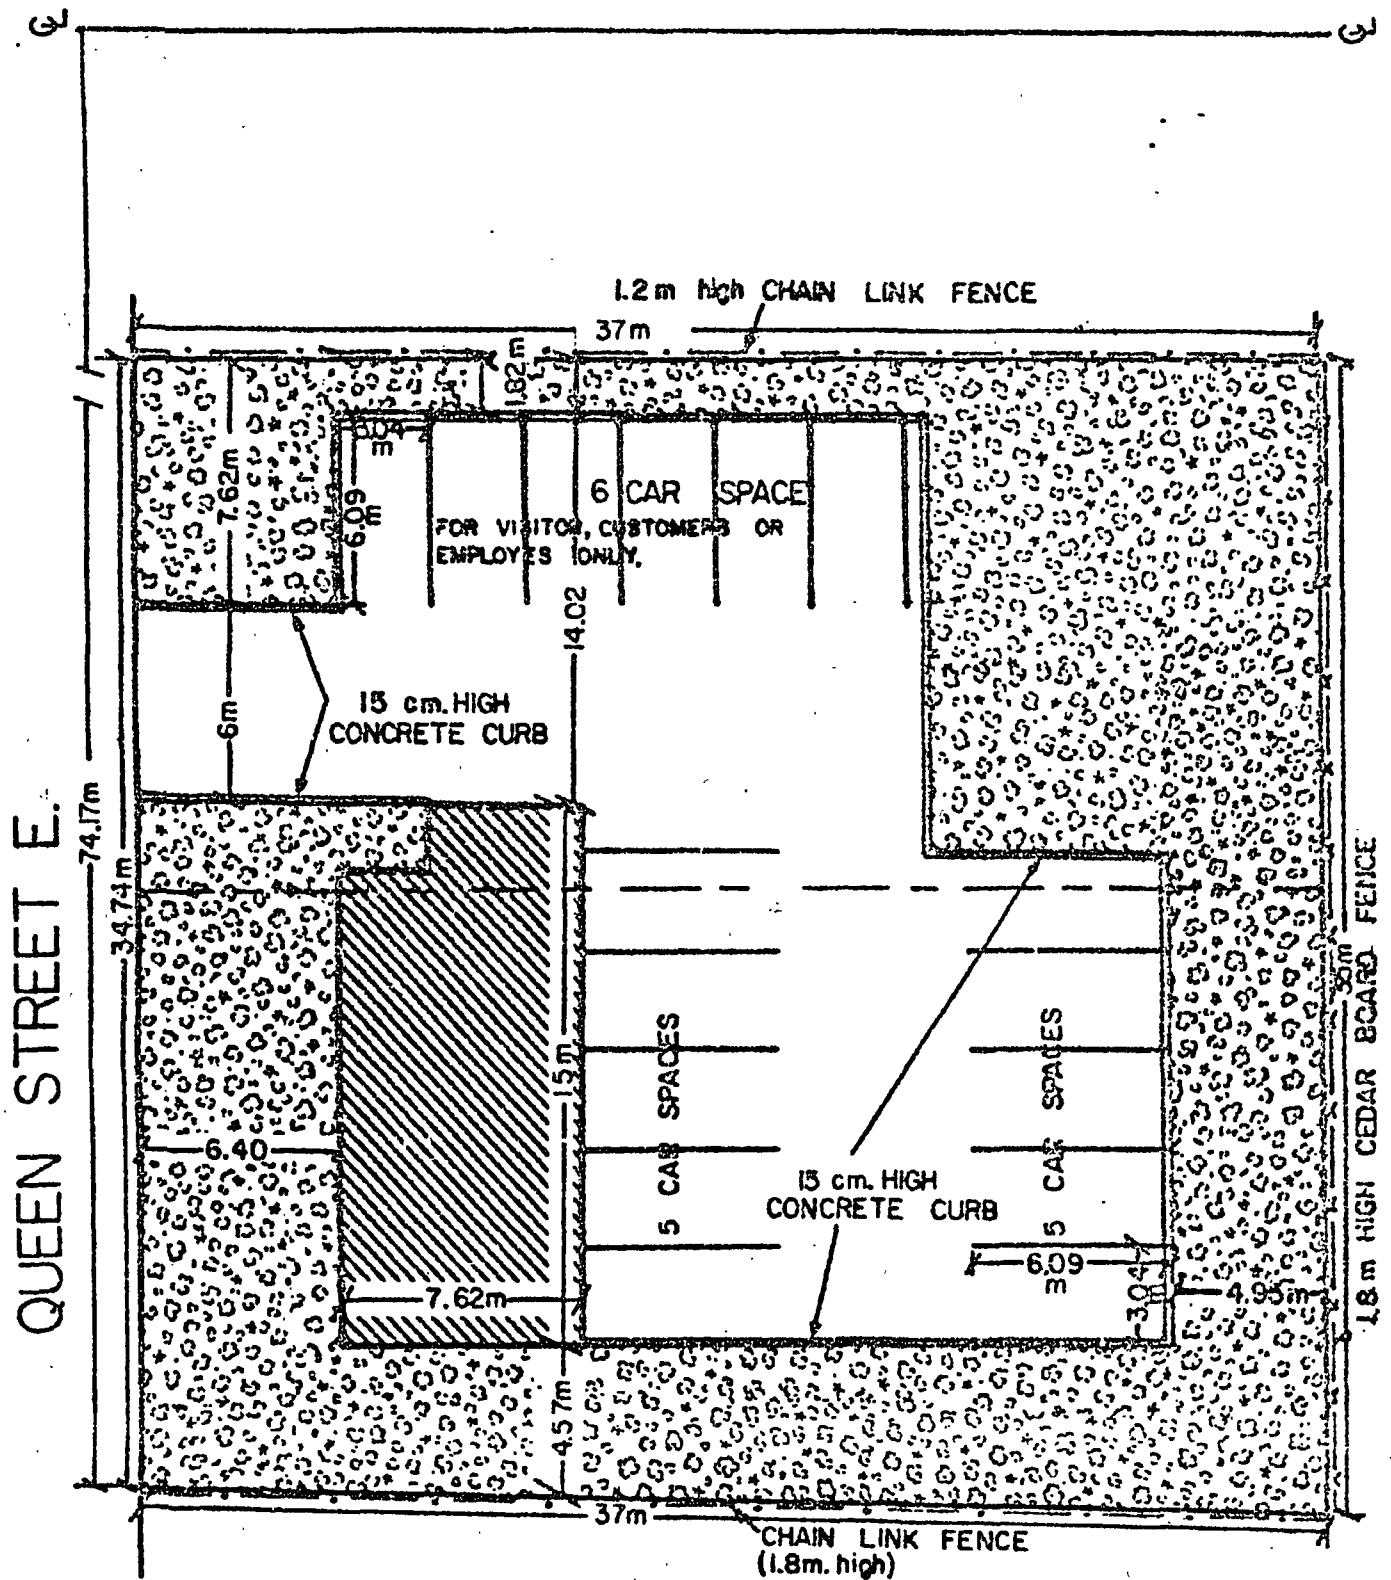 1.2 m high CHAIN LINK FENCE
37m
1.82 m
3.04
m
7.62m
6.09
m
6 CAR SPACE
FOR VISITOR, CUSTOMERS OR
EMPLOYES ONLY,
14.02
15 cm. HIGH
CONCRETE CURB
6m
QUEEN STREET E.
74.17m
34.74m
15m
5 CAR SPACES
5 CAR SPACES
35m
1.8 m HIGH CEDAR BOARD FENCE
6.40
15 cm. HIGH
CONCRETE CURB
7.62m
6.09
m
3.04
m
4.95m
4.57m
37m
CHAIN LINK FENCE
(1.8m. high)